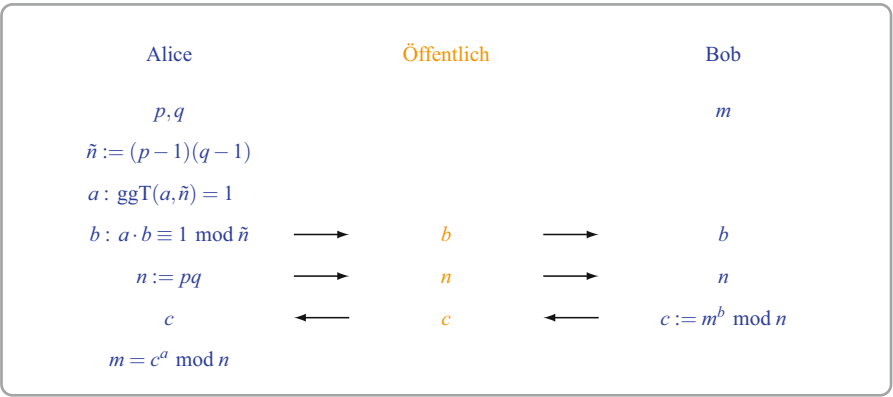 Alice Öffentlich Bob
p, q m
ñ := (p − 1)(q − 1)
a : ggT(a, ñ) = 1
b : a · b ≡ 1 mod ñ ⟶ b ⟶ b
n := pq ⟶ n ⟶ n
c ⟵ c ⟵ c := m^b mod n
m = c^a mod n